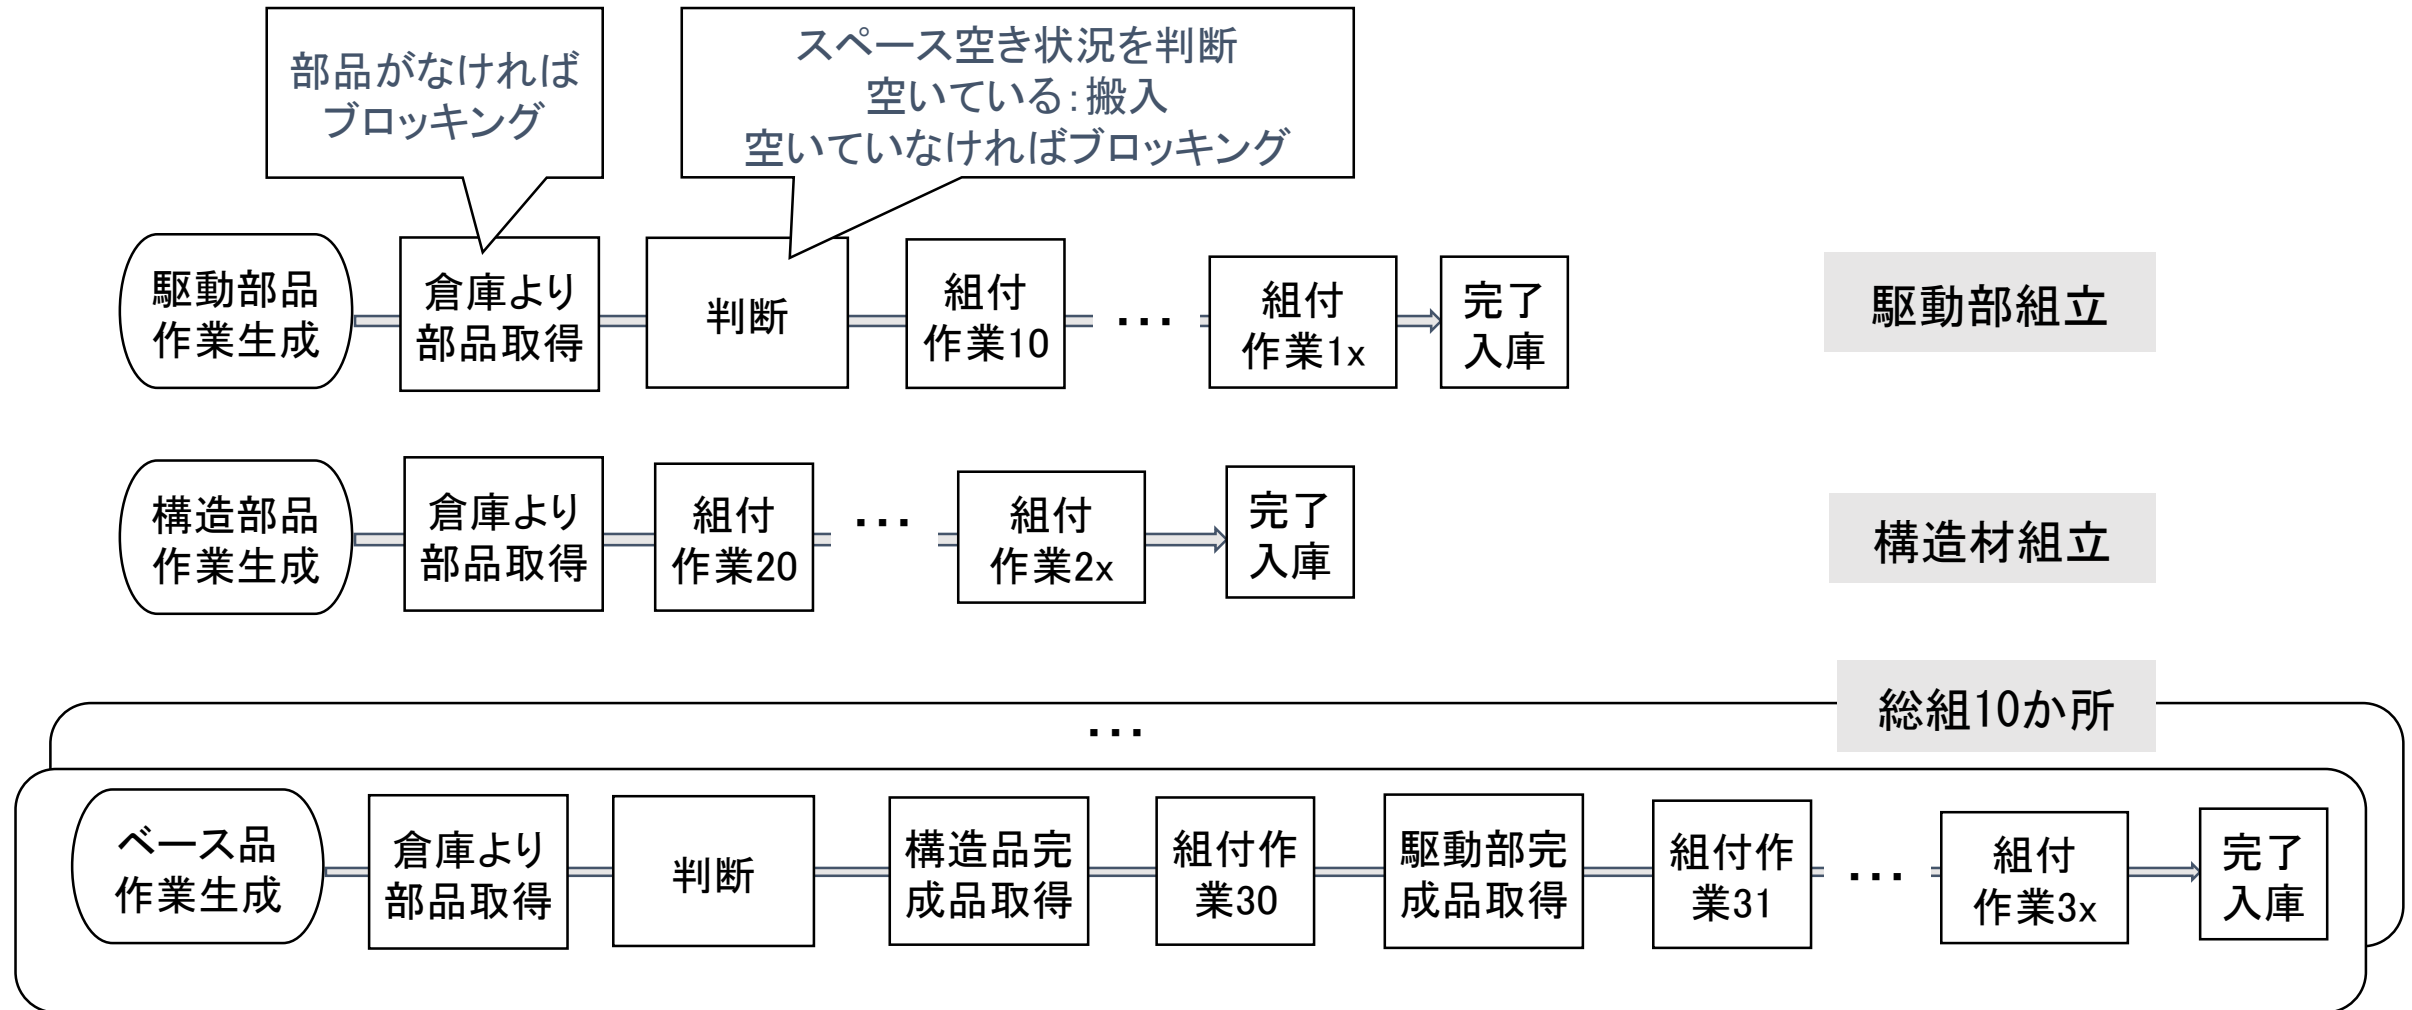 部品がなければ
ブロッキング
スペース空き状況を判断
空いている:搬入
空いていなければブロッキング
駆動部品
作業生成
倉庫より
部品取得
判断
組付
作業10
...
組付
作業1x
完了
入庫
駆動部組立
構造部品
作業生成
倉庫より
部品取得
組付
作業20
...
組付
作業2x
完了
入庫
構造材組立
総組10か所
...
ベース品
作業生成
倉庫より
部品取得
判断
構造品完
成品取得
組付作
業30
駆動部完
成品取得
組付作
業31
...
組付
作業3x
完了
入庫